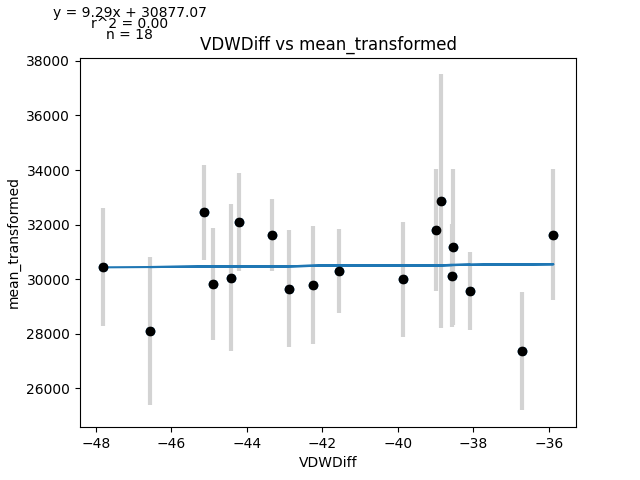 y = 9.29x + 30877.07
r^2 = 0.00
n = 18
VDWDiff vs mean_transformed
38000
36000
34000
32000
30000
28000
26000
mean_transformed
−48
−46
−44
−42
−40
−38
−36
VDWDiff